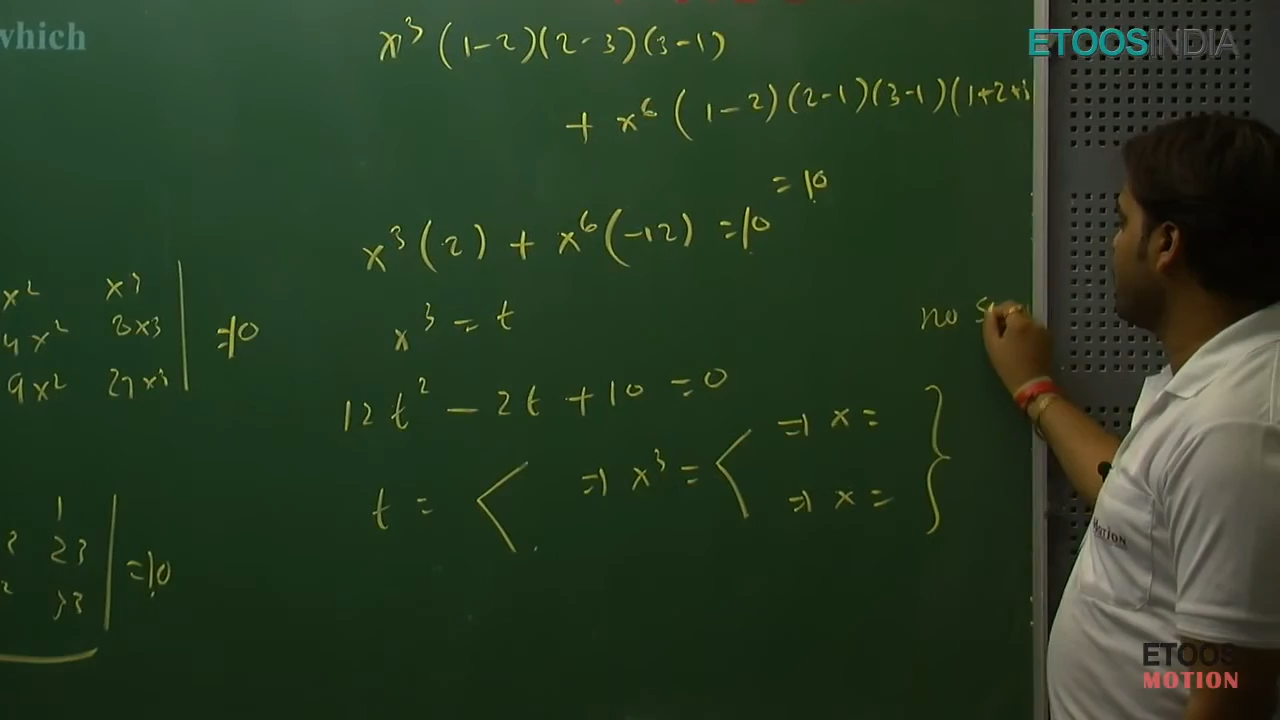 which
ETOOSINDIA
x³ (1-2)(2-3)(3-1)
+ x⁶ (1-2)(2-1)(3-1)(1+2+3
= 10
x³ (2) + x⁶ (-12) = 10
x² x³
4x² 8x³ = 10
9x² 27x³
x³ = t
no
12t² - 2t + 10 = 0
t = < ⇒ x³ = < ⇒ x = }
⇒ x =
1
2³ = 10
3³
Motion
ETOOS
MOTION